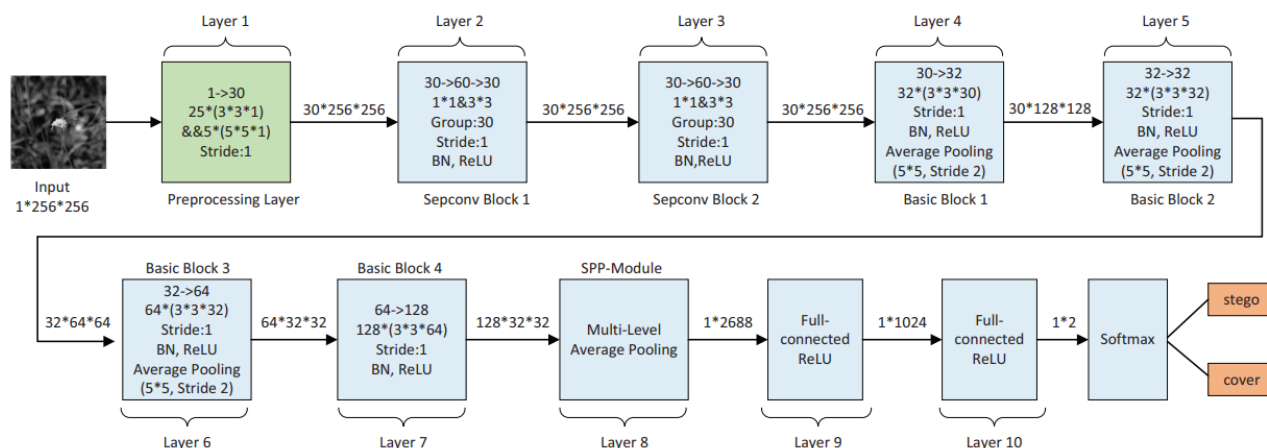 Layer 1
Layer 2
Layer 3
Layer 4
Layer 5
Input
1*256*256
1->30
25*(3*3*1)
&&5*(5*5*1)
Stride:1
Preprocessing Layer
30*256*256
30->60->30
1*1&3*3
Group:30
Stride:1
BN, ReLU
Sepconv Block 1
30*256*256
30->60->30
1*1&3*3
Group:30
Stride:1
BN,ReLU
Sepconv Block 2
30*256*256
30->32
32*(3*3*30)
Stride:1
BN, ReLU
Average Pooling
(5*5, Stride 2)
Basic Block 1
30*128*128
32->32
32*(3*3*32)
Stride:1
BN, ReLU
Average Pooling
(5*5, Stride 2)
Basic Block 2
32*64*64
Basic Block 3
32->64
64*(3*3*32)
Stride:1
BN, ReLU
Average Pooling
(5*5, Stride 2)
Layer 6
64*32*32
Basic Block 4
64->128
128*(3*3*64)
Stride:1
BN, ReLU
Layer 7
128*32*32
SPP-Module
Multi-Level
Average Pooling
Layer 8
1*2688
Full-
connected
ReLU
Layer 9
1*1024
Full-
connected
ReLU
Layer 10
1*2
Softmax
stego
cover